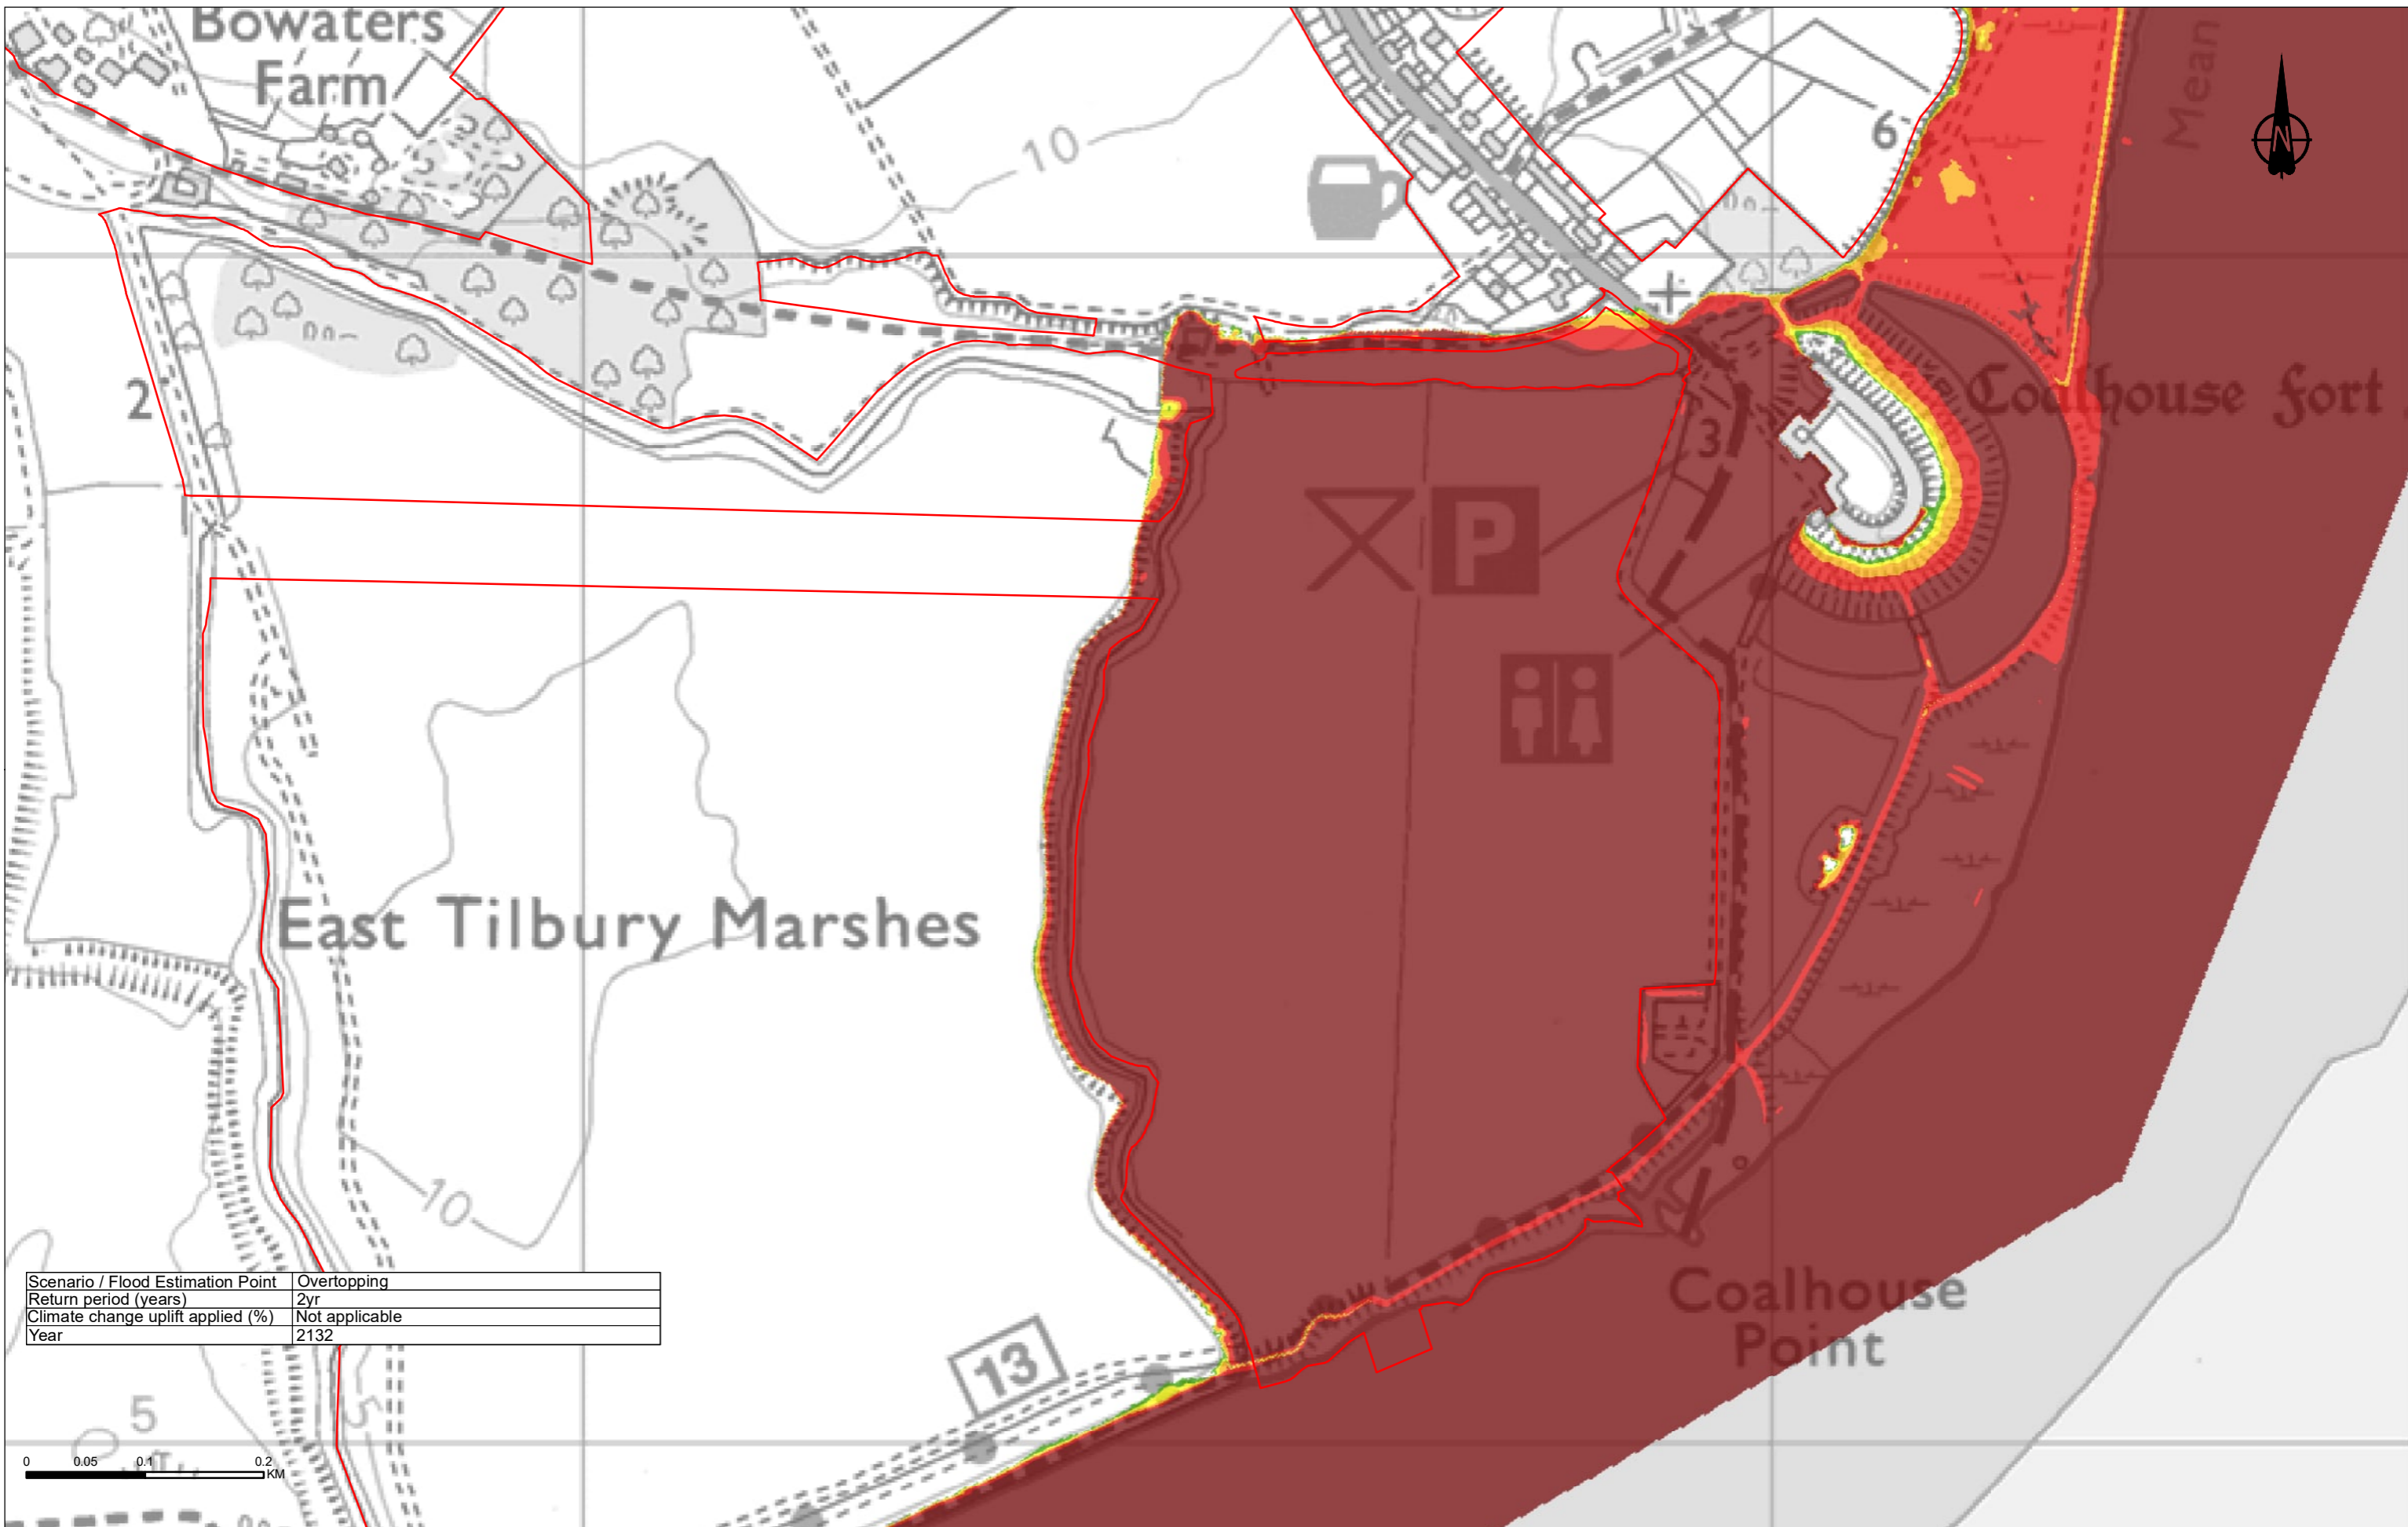 Bowaters
Farm
10
6
Mean
N
2
3
Coalhouse Fort
P
East Tilbury Marshes
10
Coalhouse
Point
13
5
5
Scenario / Flood Estimation Point Overtopping
Return period (years) 2yr
Climate change uplift applied (%) Not applicable
Year 2132
0 0.05 0.1 0.2
KM